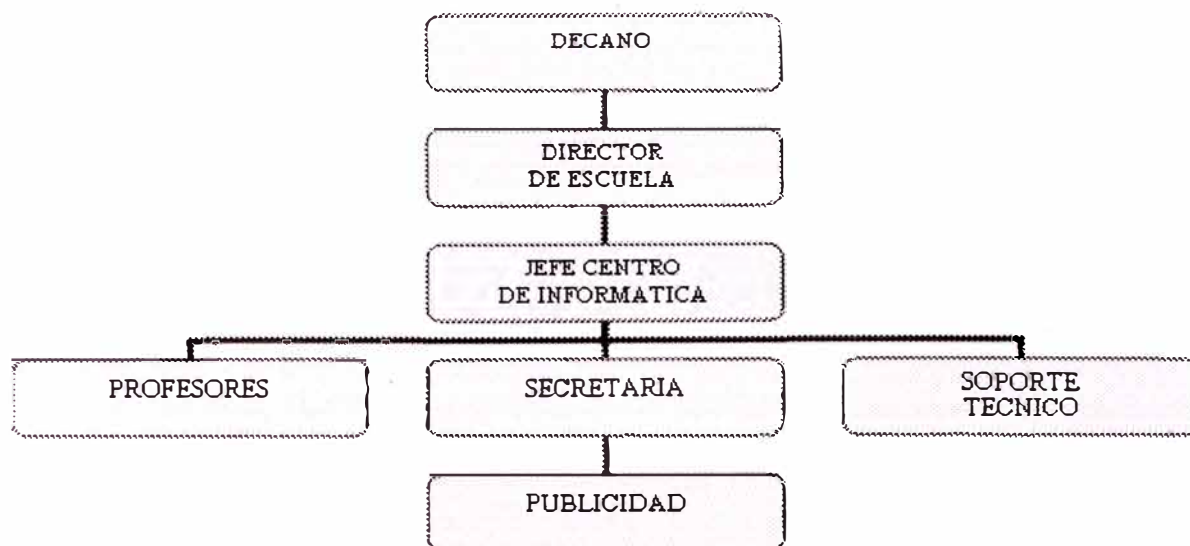 DECANO
DIRECTOR
DE ESCUELA
JEFE CENTRO
DE INFORMATICA
PROFESORES
SECRETARIA
SOPORTE
TECNICO
PUBLICIDAD